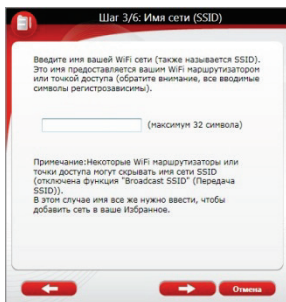 Шаг 3/6: Имя сети (SSID)
Введите имя вашей WiFi сети (также называется SSID).
Это имя предоставляется вашим WiFi маршрутизатором
или точкой доступа (обратите внимание, все вводимые
символы регистрозависимы).
(максимум 32 символа)
Примечание:Некоторые WiFi маршрутизаторы или
точки доступа могут скрывать имя сети SSID
(отключена функция "Broadcast SSID" (Передача
SSID)).
В этом случае имя все же нужно ввести, чтобы
добавить сеть в ваше Избранное.
Отмена